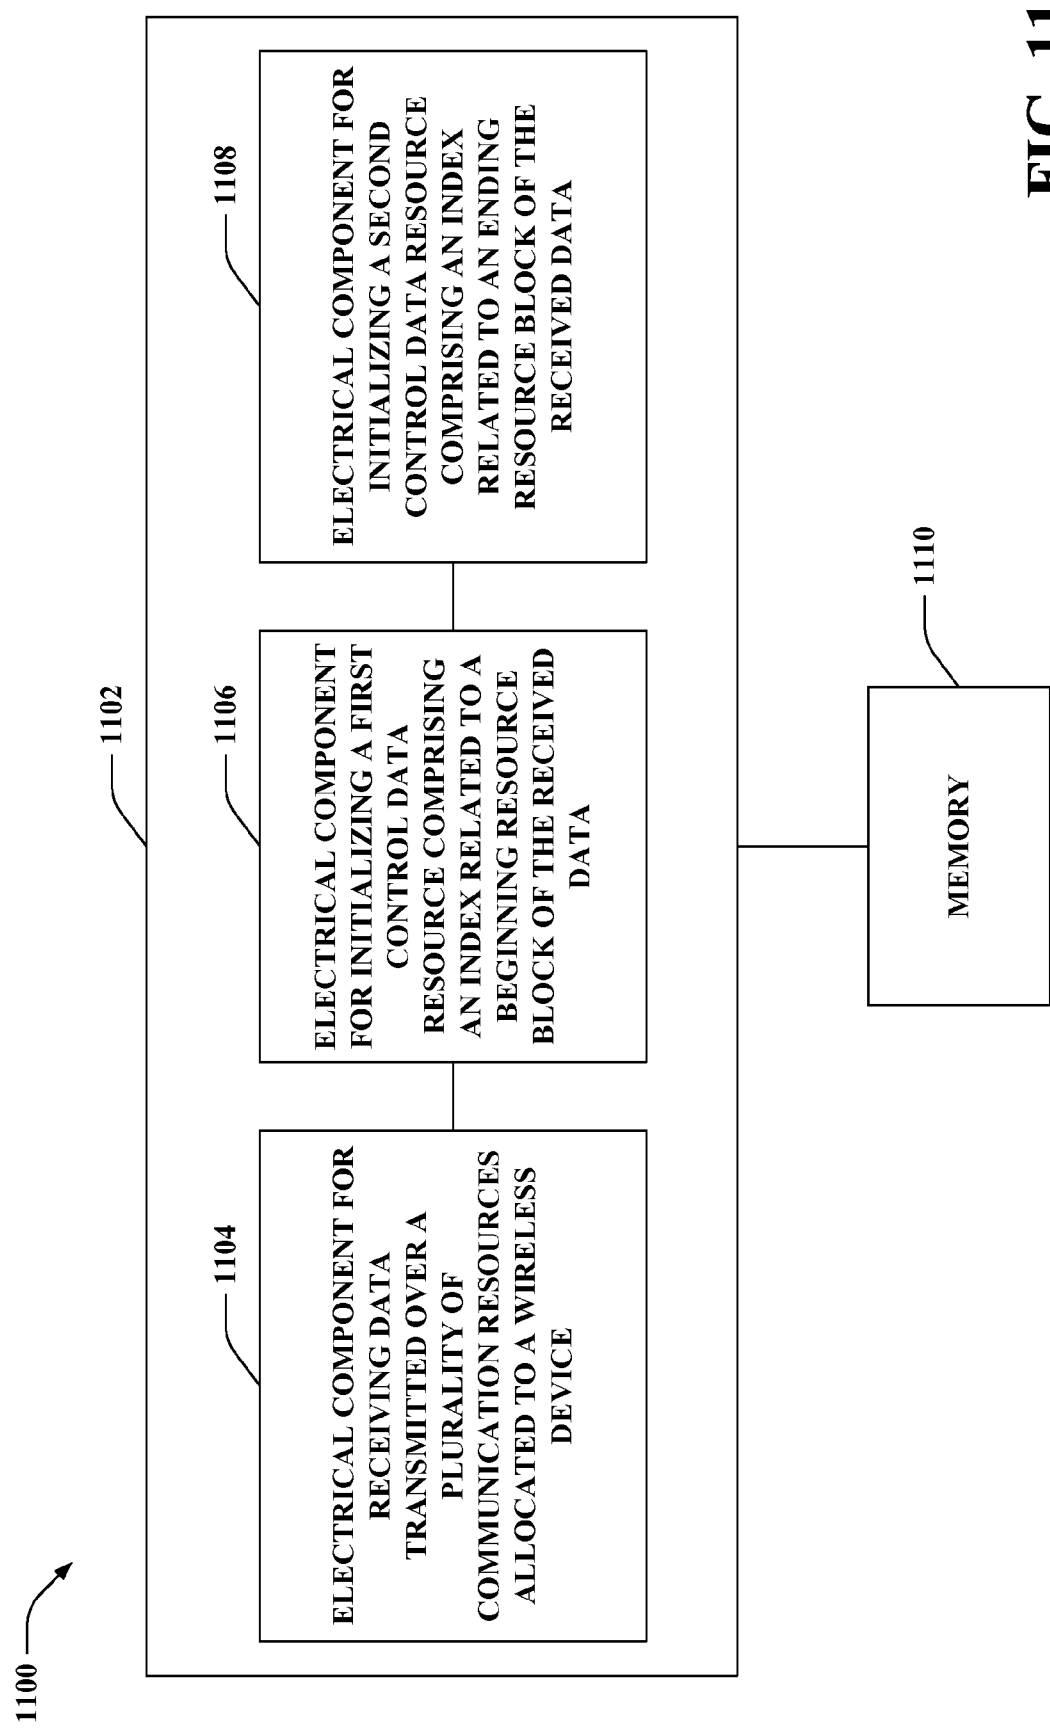 1100
1102
1104
ELECTRICAL COMPONENT FOR
RECEIVING DATA
TRANSMITTED OVER A
PLURALITY OF
COMMUNICATION RESOURCES
ALLOCATED TO A WIRELESS
DEVICE
1106
ELECTRICAL COMPONENT
FOR INITIALIZING A FIRST
CONTROL DATA
RESOURCE COMPRISING
AN INDEX RELATED TO A
BEGINNING RESOURCE
BLOCK OF THE RECEIVED
DATA
1108
ELECTRICAL COMPONENT FOR
INITIALIZING A SECOND
CONTROL DATA RESOURCE
COMPRISING AN INDEX
RELATED TO AN ENDING
RESOURCE BLOCK OF THE
RECEIVED DATA
1110
MEMORY
FIG. 11